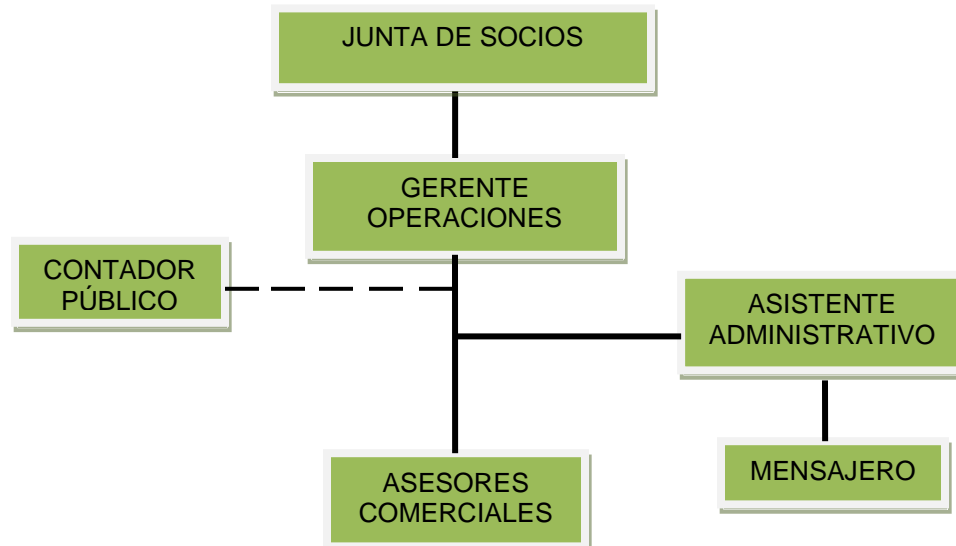 JUNTA DE SOCIOS
GERENTE
OPERACIONES
CONTADOR
PÚBLICO
ASISTENTE
ADMINISTRATIVO
MENSAJERO
ASESORES
COMERCIALES